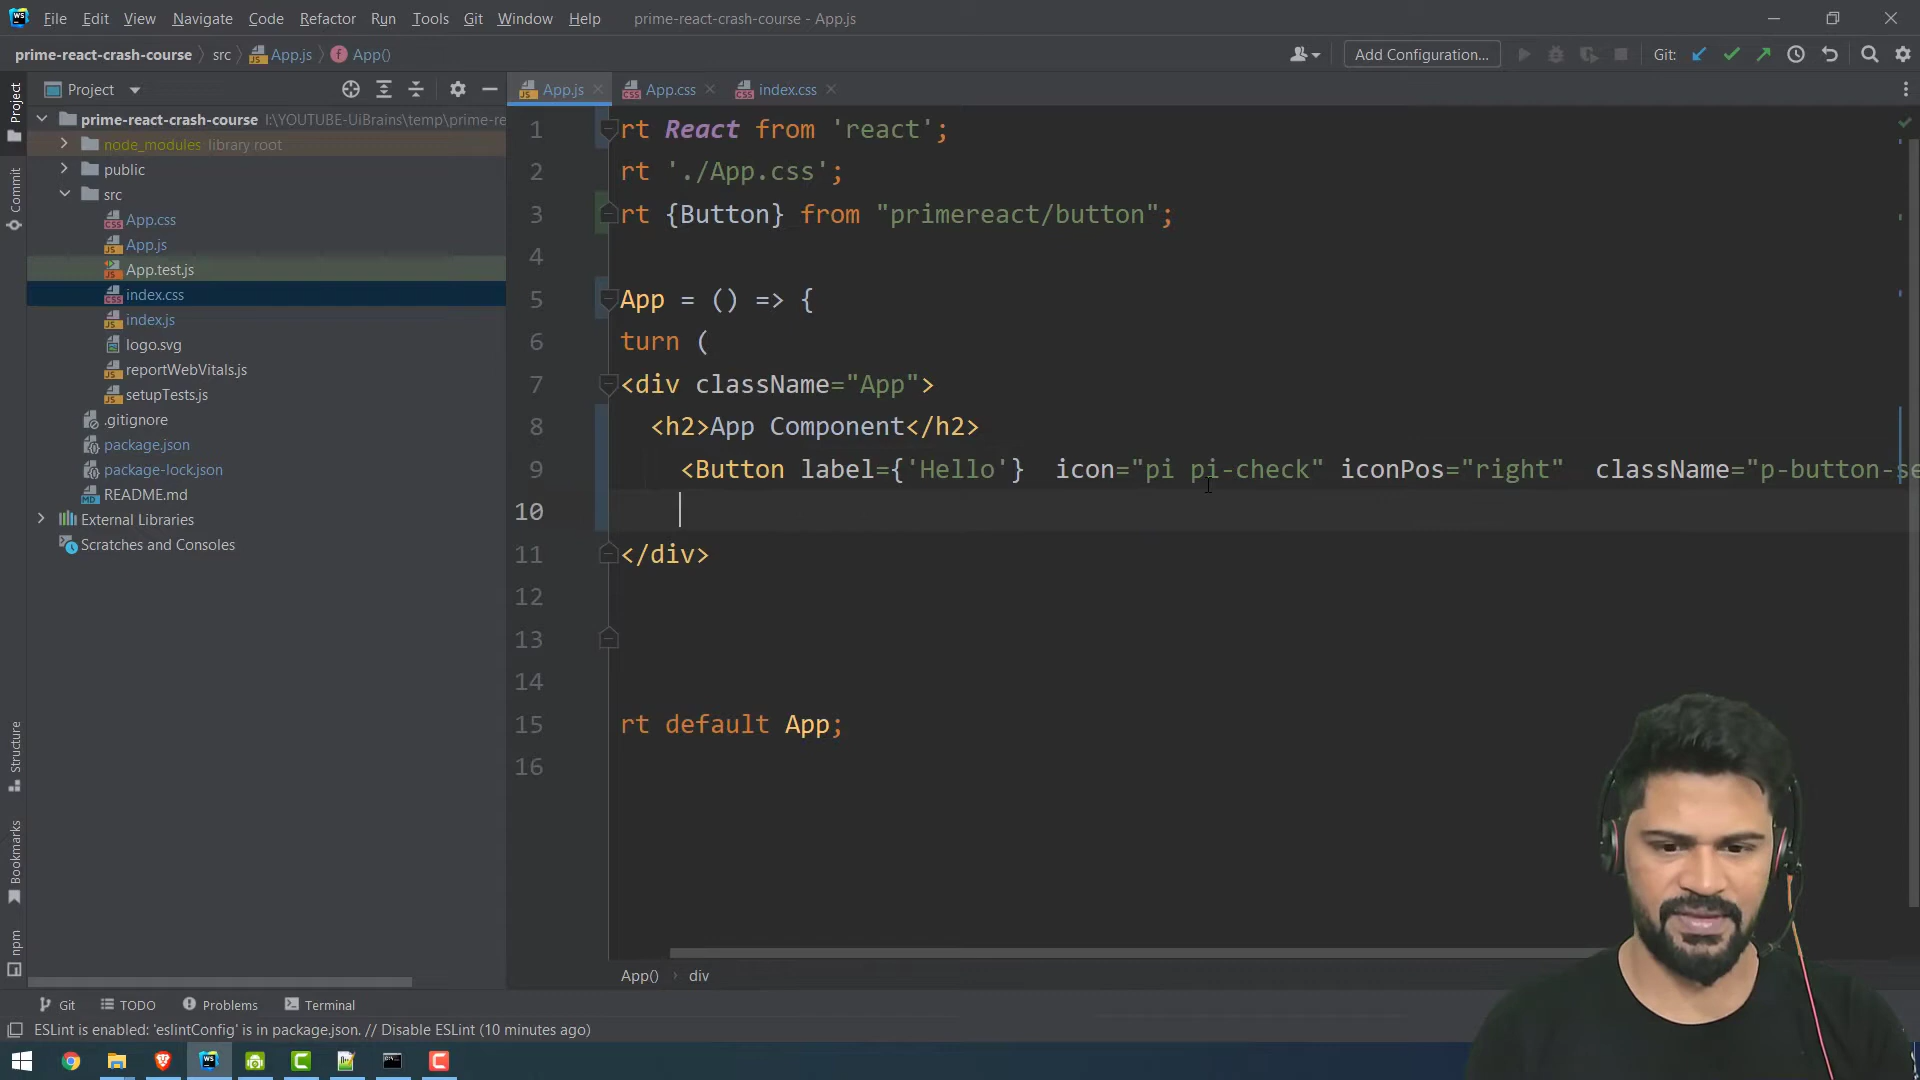 File Edit View Navigate Code Refactor Run Tools Git Window Help prime-react-crash-course - App.js
prime-react-crash-course src App.js App() Add Configuration... Git:
Project
Project
Commit
Structure
Bookmarks
npm
prime-react-crash-course I:\YOUTUBE-UiBrains\temp\prime-re
node_modules library root
public
src
App.css
App.js
App.test.js
index.css
index.js
logo.svg
reportWebVitals.js
setupTests.js
.gitignore
package.json
package-lock.json
README.md
External Libraries
Scratches and Consoles
App.js App.css index.css
1 rt React from 'react';
2 rt './App.css';
3 rt {Button} from "primereact/button";
4
5 App = () => {
6 turn (
7 <div className="App">
8 <h2>App Component</h2>
9 <Button label={'Hello'} icon="pi pi-check" iconPos="right" className="p-button-se
10
11 </div>
12
13
14
15 rt default App;
16
App() div
Git TODO Problems Terminal
ESLint is enabled: 'eslintConfig' is in package.json. // Disable ESLint (10 minutes ago)